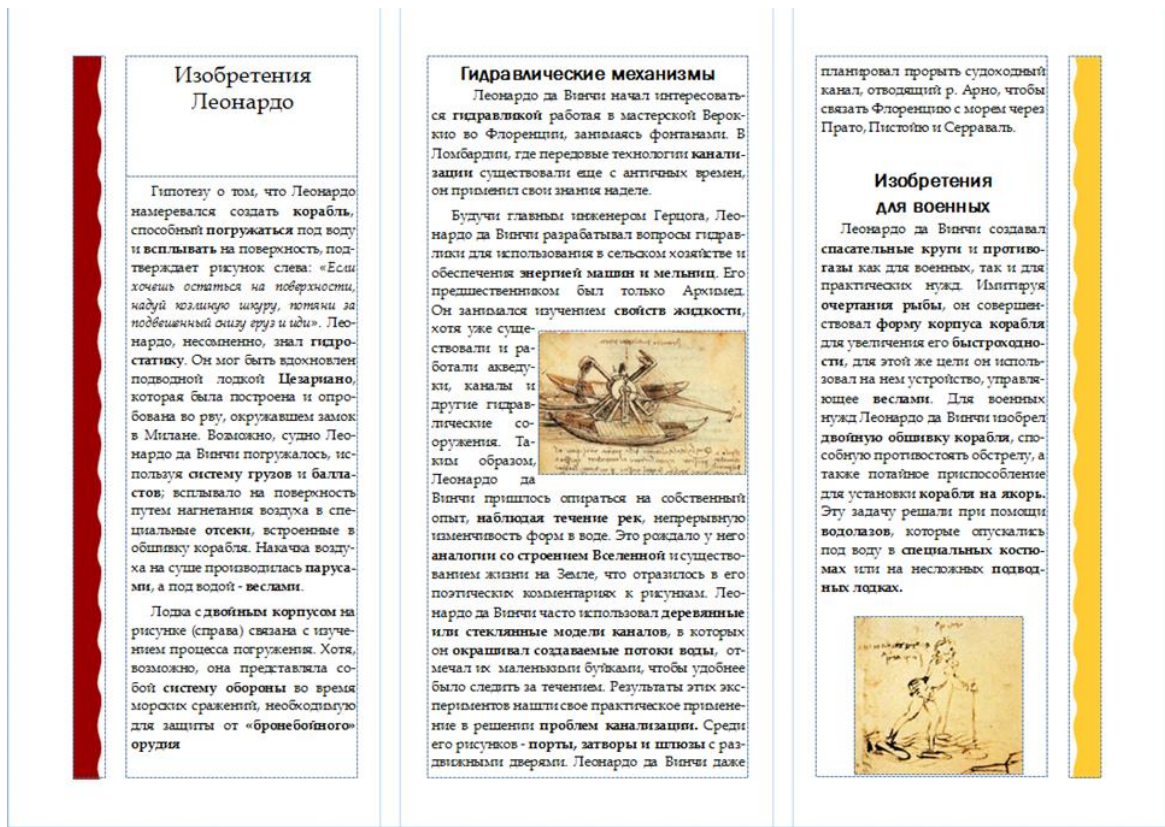 Изобретения
Леонардо
Гипотезу о том, что Леонардо
намеревался создать корабль,
способный погружаться под воду
и всплывать на поверхность, под-
тверждает рисунок слева: «Если
хочешь остаться на поверхности,
надуй козлиную шкуру, потяни за
подвешенный снизу груз и иди». Лео-
нардо, несомненно, знал гидро-
статику. Он мог быть вдохновлен
подводной лодкой Цезариано,
которая была построена и опро-
бована во рву, окружавшем замок
в Милане. Возможно, судно Лео-
нардо да Винчи погружалось, ис-
пользуя систему грузов и балла-
стов; всплывало на поверхность
путем нагнетания воздуха в спе-
циальные отсеки, встроенные в
обшивку корабля. Накачка возду-
ха на суше производилась паруса-
ми, а под водой - веслами.
Лодка с двойным корпусом на
рисунке (справа) связана с изуче-
нием процесса погружения. Хотя,
возможно, она представляла со-
бой систему обороны во время
морских сражений, необходимую
для защиты от «бронебойного»
орудия
Гидравлические механизмы
Леонардо да Винчи начал интересовать-
ся гидравликой работая в мастерской Верок-
кио во Флоренции, занимаясь фонтанами. В
Ломбардии, где передовые технологии канали-
зации существовали еще с античных времен,
он применил свои знания наделе.
Будучи главным инженером Герцога, Лео-
нардо да Винчи разрабатывал вопросы гидрав-
лики для использования в сельском хозяйстве и
обеспечения энергией машин и мельниц. Его
предшественником был только Архимед.
Он занимался изучением свойств жидкости,
хотя уже суще-
ствовали и ра-
ботали акведу-
ки, каналы и
другие гидрав-
лические со-
оружения. Та-
ким образом,
Леонардо да
Винчи пришлось опираться на собственный
опыт, наблюдая течение рек, непрерывную
изменчивость форм в воде. Это рождало у него
аналогии со строением Вселенной и существо-
ванием жизни на Земле, что отразилось в его
поэтических комментариях к рисункам. Лео-
нардо да Винчи часто использовал деревянные
или стеклянные модели каналов, в которых
он окрашивал создаваемые потоки воды, от-
мечал их маленькими буйками, чтобы удобнее
было следить за течением. Результаты этих экс-
периментов нашли свое практическое примене-
ние в решении проблем канализации. Среди
его рисунков - порты, затворы и шлюзы с раз-
движными дверями. Леонардо да Винчи даже
планировал прорыть судоходный
канал, отводящий р. Арно, чтобы
связать Флоренцию с морем через
Прато, Пистойю и Серраваль.
Изобретения
для военных
Леонардо да Винчи создавал
спасательные круги и противо-
газы как для военных, так и для
практических нужд. Имитируя
очертания рыбы, он совершен-
ствовал форму корпуса корабля
для увеличения его быстроходно-
сти, для этой же цели он исполь-
зовал на нем устройство, управля-
ющее веслами. Для военных
нужд Леонардо да Винчи изобрел
двойную обшивку корабля, спо-
собную противостоять обстрелу, а
также потайное приспособление
для установки корабля на якорь.
Эту задачу решали при помощи
водолазов, которые опускались
под воду в специальных костю-
мах или на несложных подвод-
ных лодках.